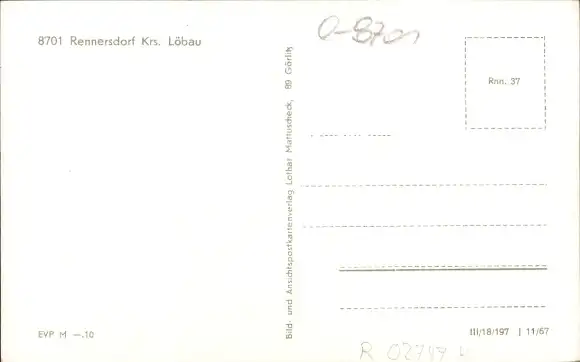 8701 Rennersdorf Krs. Löbau
O-8701
Rnn. 37
Bild- und Ansichtspostkartenverlag Lothar Mattuscheck, 89 Görlitz
EVP M —.10
III/18/197 | 11/67